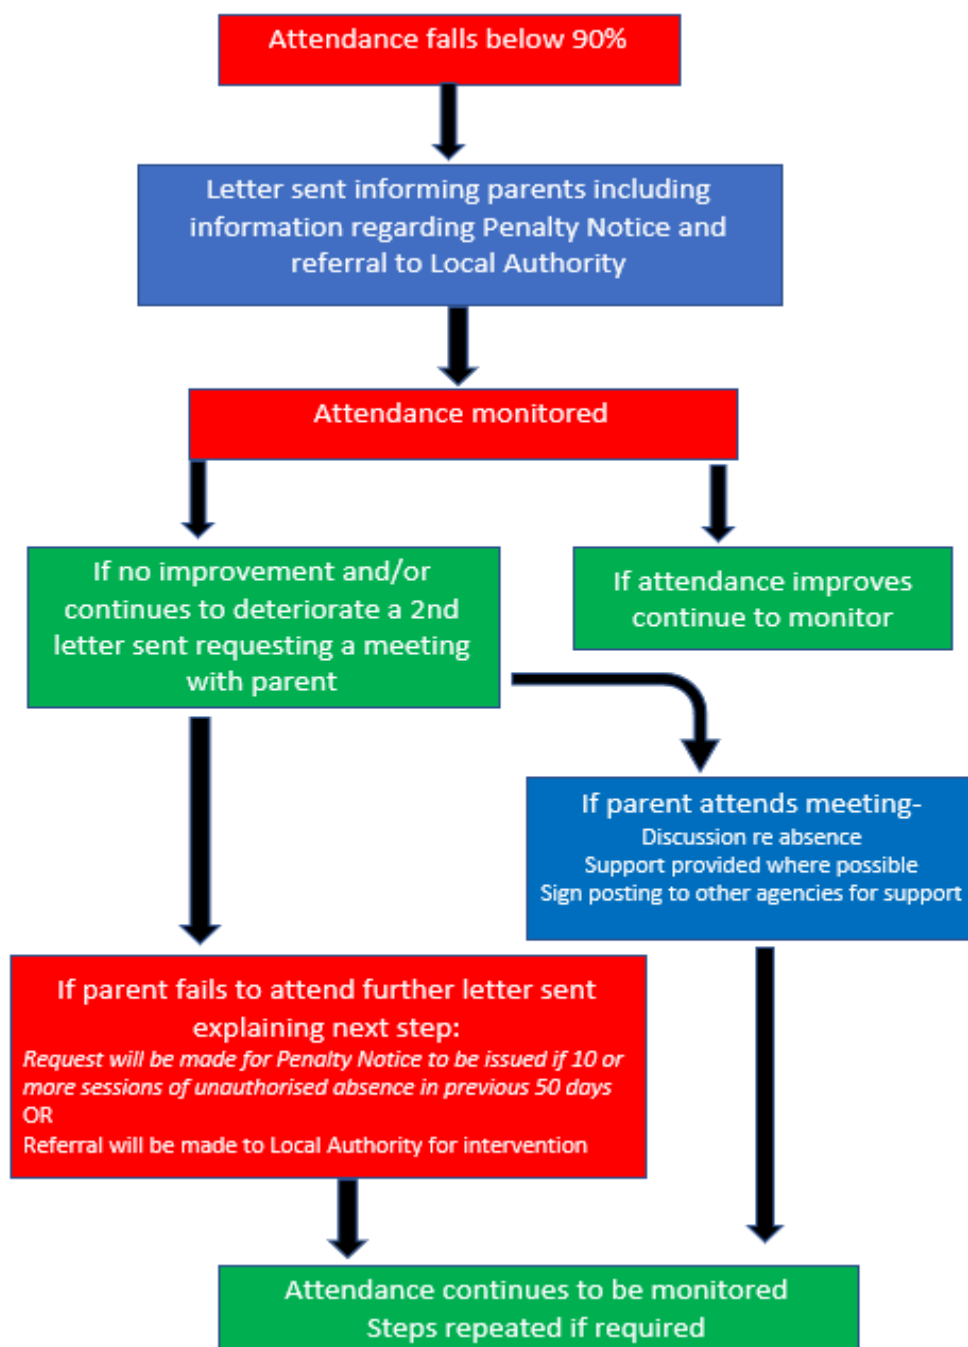 Attendance falls below 90%
Letter sent informing parents including
information regarding Penalty Notice and
referral to Local Authority
Attendance monitored
If no improvement and/or
continues to deteriorate a 2nd
letter sent requesting a meeting
with parent
If attendance improves
continue to monitor
If parent attends meeting-
Discussion re absence
Support provided where possible
Sign posting to other agencies for support
If parent fails to attend further letter sent
explaining next step:
Request will be made for Penalty Notice to be issued if 10 or
more sessions of unauthorised absence in previous 50 days
OR
Referral will be made to Local Authority for intervention
Attendance continues to be monitored
Steps repeated if required